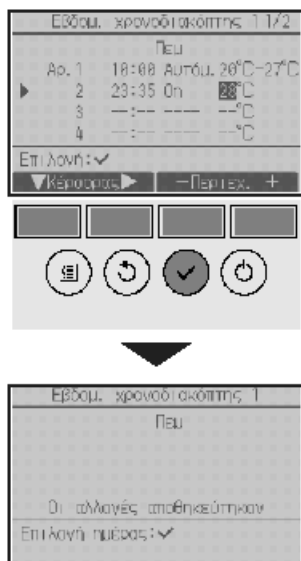 Εβδομ. χρονοδιακόπτης 1 1/2
Πεμ
Αρ. 1 10:00 Αυτόμ. 20°C-27°C
2 23:35 On 28°C
3 --:-- ---- --°C
4 --:-- ---- --°C
Επιλογή:✓
▼Κέρσορας▶ -Περιεχ. +
Εβδομ. χρονοδιακόπτης 1
Πεμ
Οι αλλαγές αποθηκεύτηκαν
Επιλογή ημέρας:✓